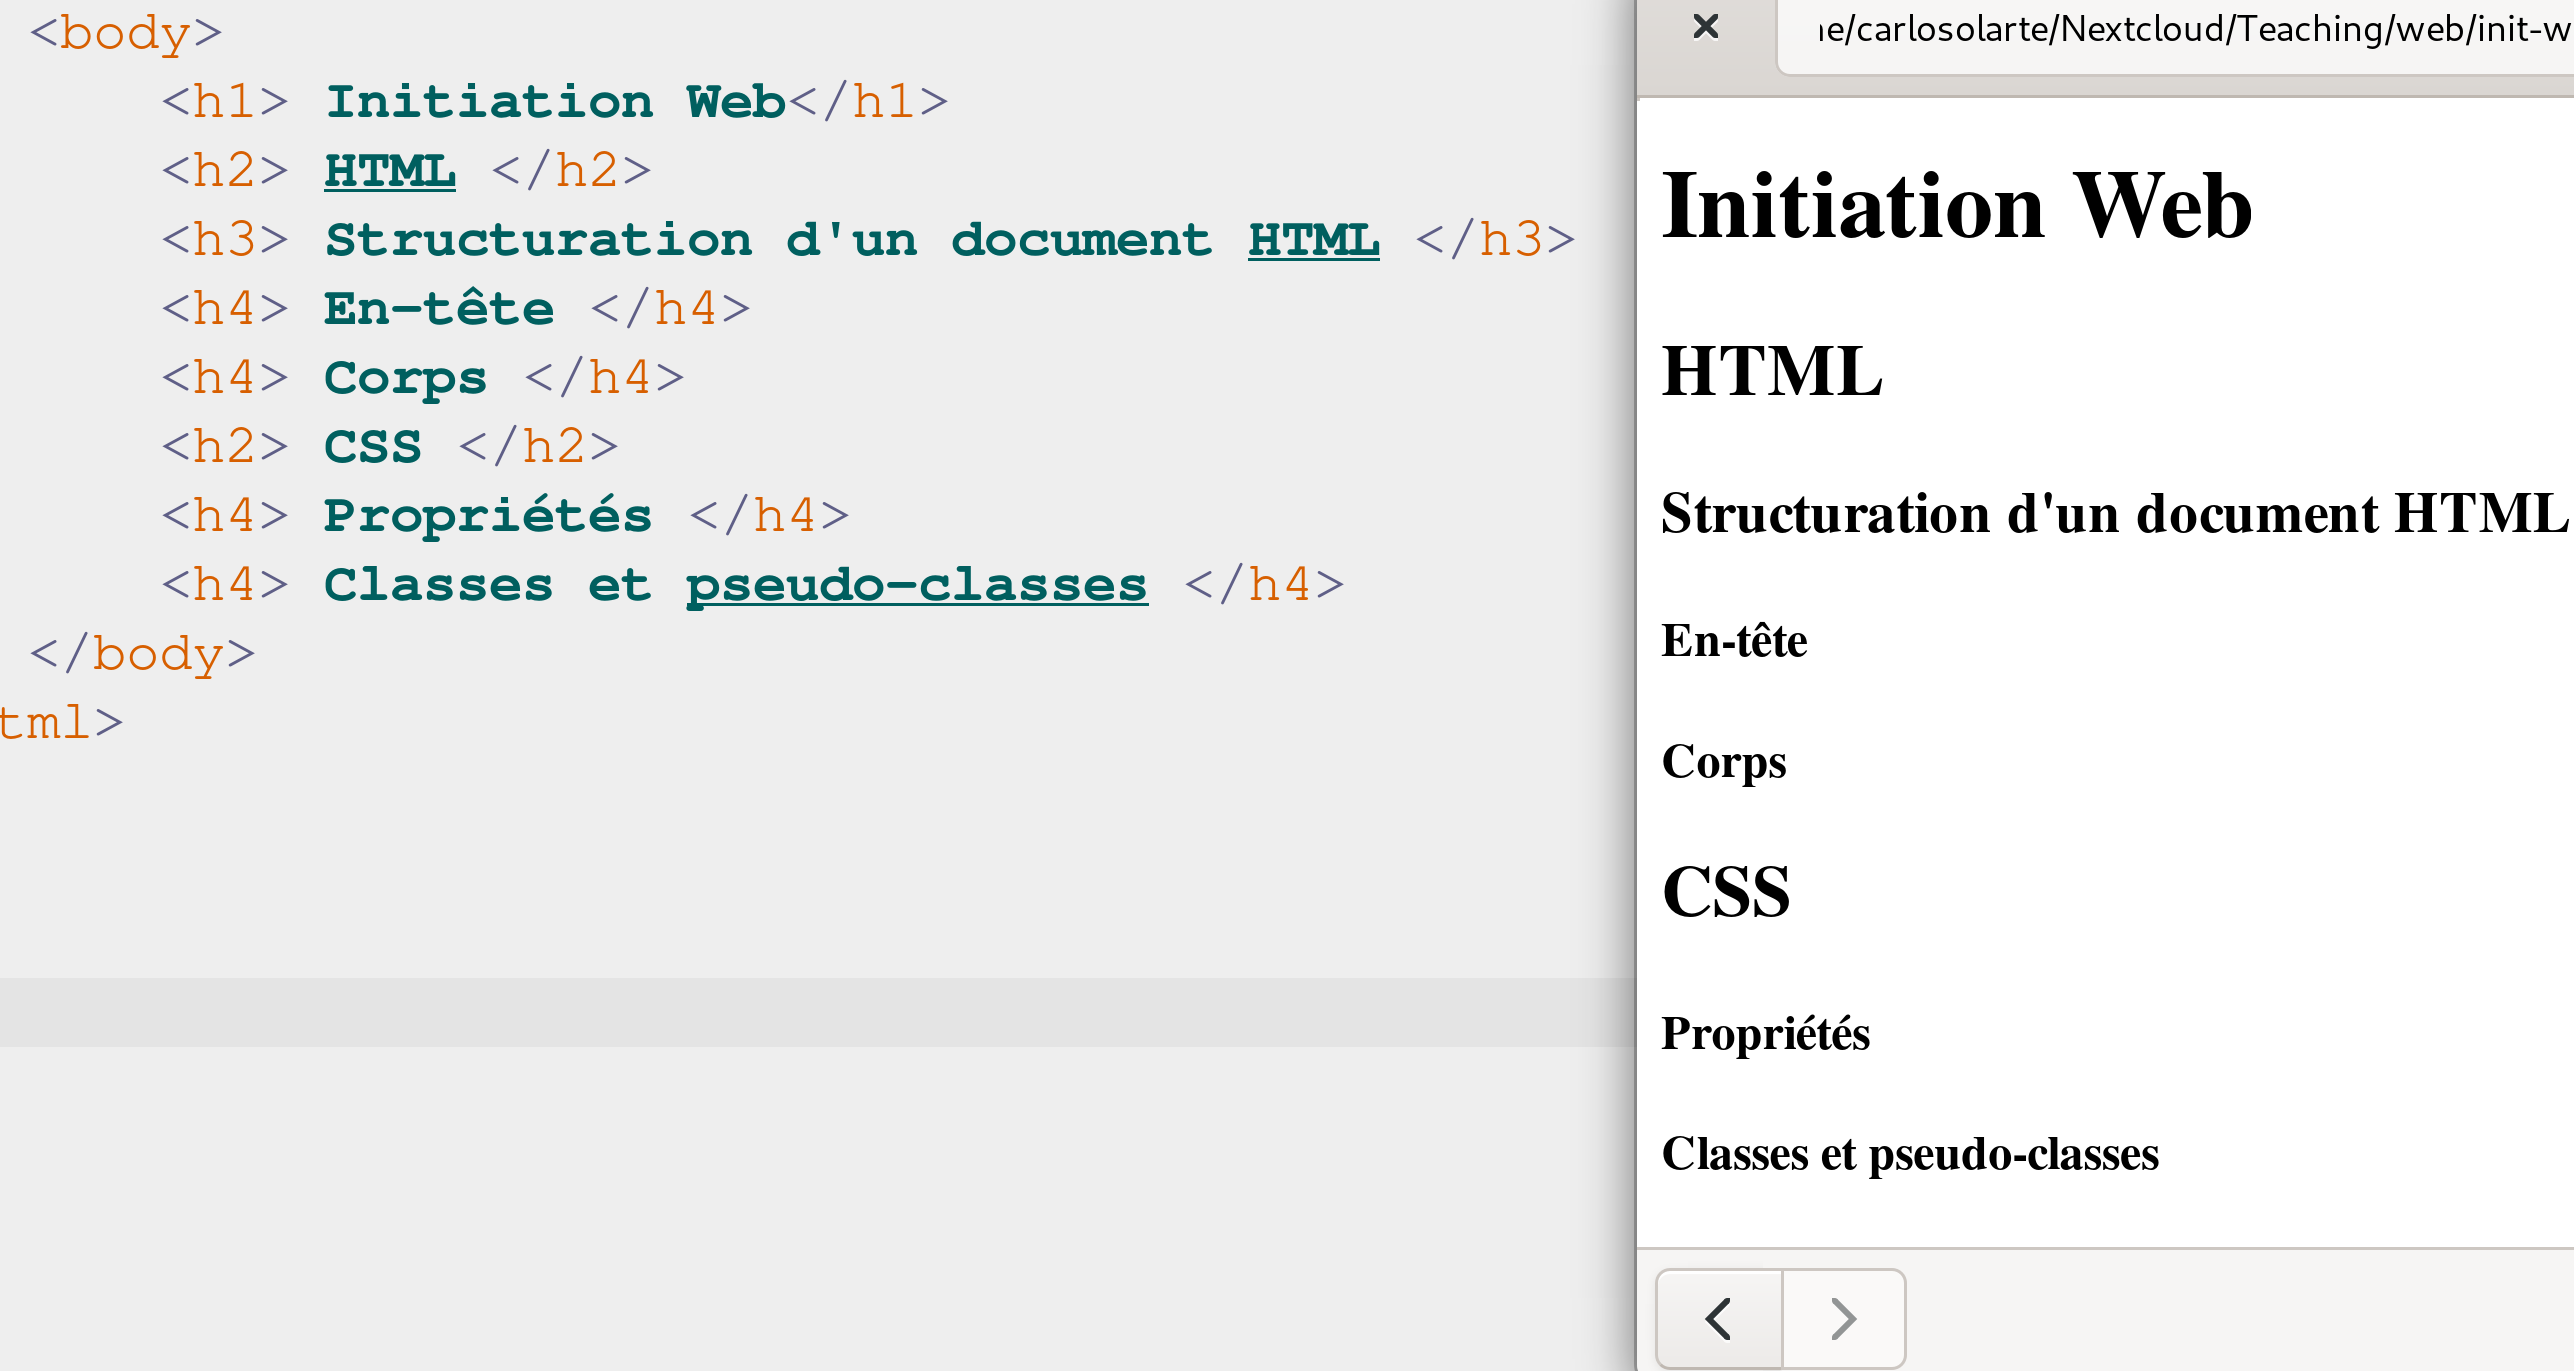 <body>
<h1> Initiation Web</h1>
<h2> HTML </h2>
<h3> Structuration d'un document HTML </h3>
<h4> En-tête </h4>
<h4> Corps </h4>
<h2> CSS </h2>
<h4> Propriétés </h4>
<h4> Classes et pseudo-classes </h4>
</body>
tml>
e/carlosolarte/Nextcloud/Teaching/web/init-w
Initiation Web
HTML
Structuration d'un document HTML
En-tête
Corps
CSS
Propriétés
Classes et pseudo-classes